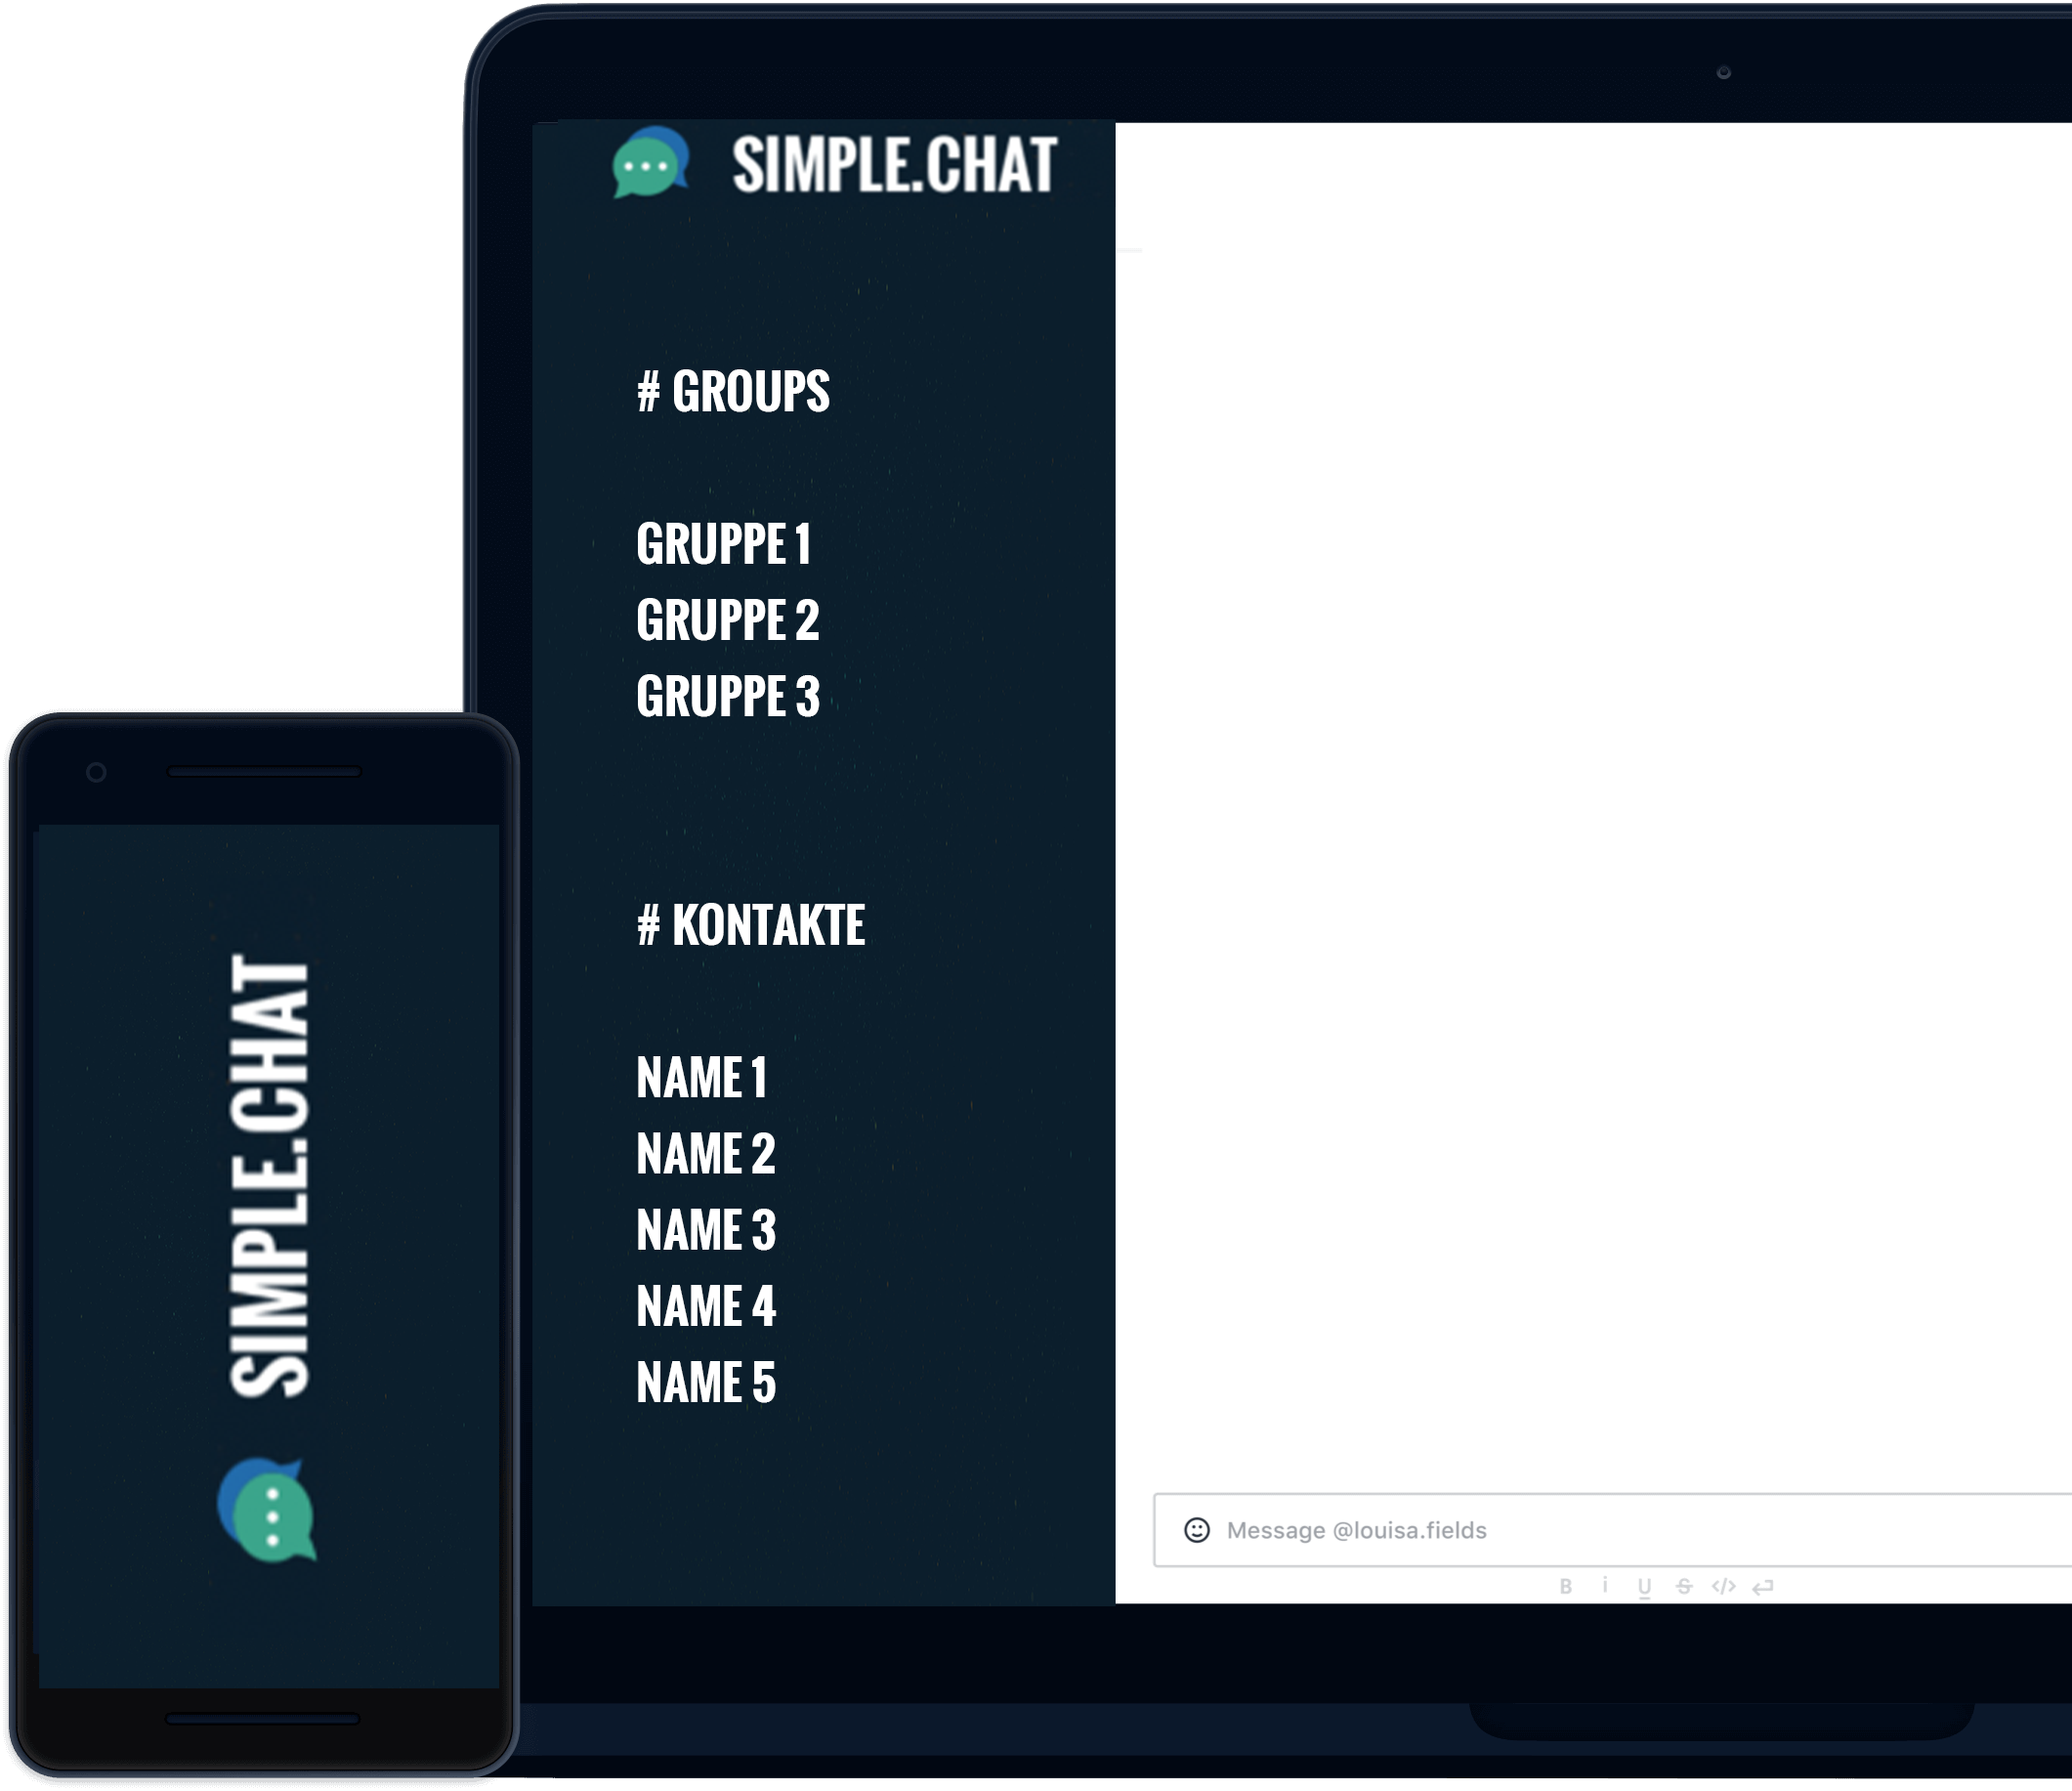 SIMPLE.CHAT
# GROUPS
GRUPPE 1
GRUPPE 2
GRUPPE 3
# KONTAKTE
NAME 1
NAME 2
NAME 3
NAME 4
NAME 5
SIMPLE.CHAT
Message @louisa.fields
B i U S </>